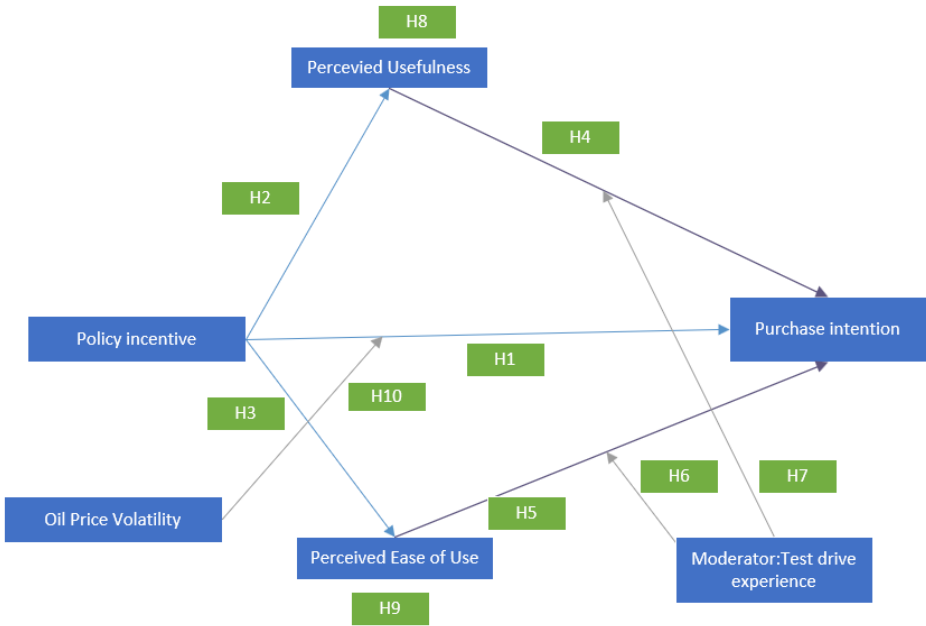 H8
Percevied Usefulness
H4
H2
Policy incentive
Purchase intention
H1
H10
H3
H6
H7
Oil Price Volatility
H5
Perceived Ease of Use
Moderator:Test drive
experience
H9